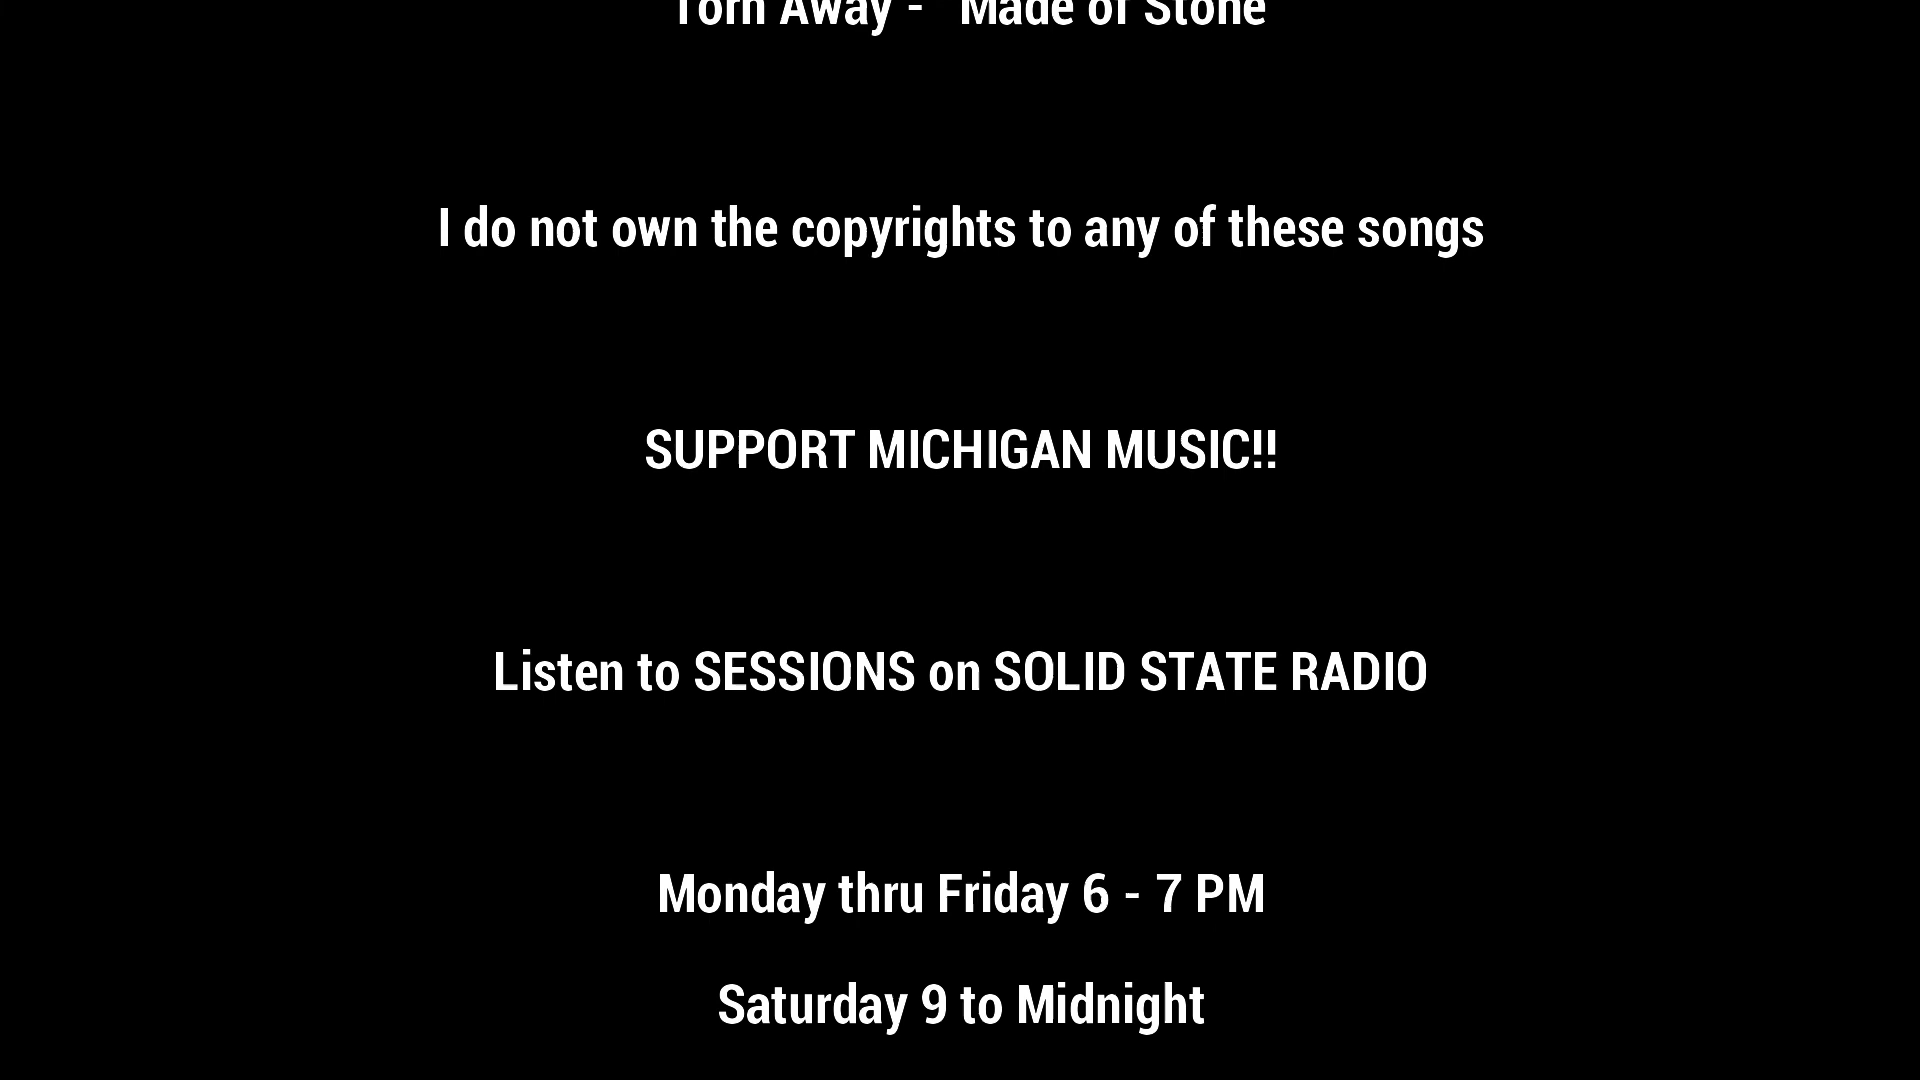 Torn Away - "Made of Stone"
I do not own the copyrights to any of these songs
SUPPORT MICHIGAN MUSIC!!
Listen to SESSIONS on SOLID STATE RADIO
Monday thru Friday 6 - 7 PM
Saturday 9 to Midnight